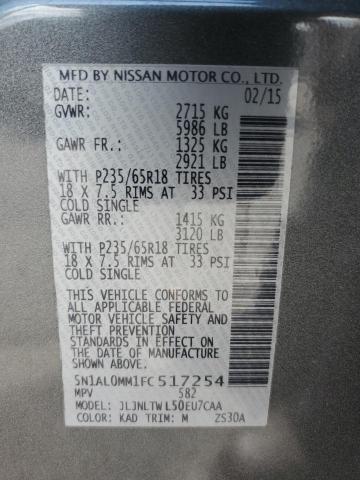 MFD BY NISSAN MOTOR CO., LTD.
DATE: 02/15
GVWR: 2715 KG
5986 LB
GAWR FR.: 1325 KG
2921 LB
WITH P235/65R18 TIRES
18 X 7.5 RIMS AT 33 PSI
COLD SINGLE
GAWR RR.: 1415 KG
3120 LB
WITH P235/65R18 TIRES
18 X 7.5 RIMS AT 33 PSI
COLD SINGLE
THIS VEHICLE CONFORMS TO
ALL APPLICABLE FEDERAL
MOTOR VEHICLE SAFETY
AND THEFT PREVENTION
STANDARDS IN EFFECT ON
THE DATE OF MANUFACTURE
SHOWN ABOVE.
5N1AL0MM1FC517254
MPV 582
MODEL: JLJNLTW L50EU7CAA
COLOR: KAD TRIM: M ZS30A